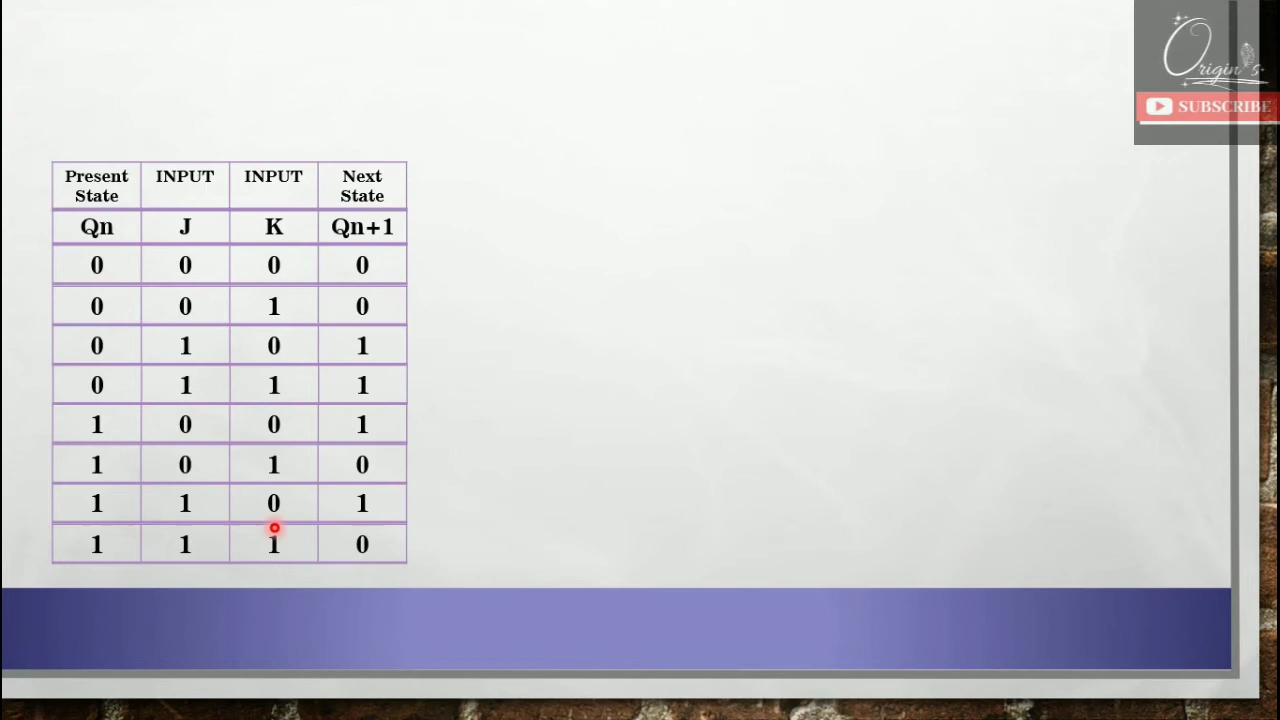 Origin's
SUBSCRIBE
Present State INPUT INPUT Next State
Qn J K Qn+1
0 0 0 0
0 0 1 0
0 1 0 1
0 1 1 1
1 0 0 1
1 0 1 0
1 1 0 1
1 1 1 0